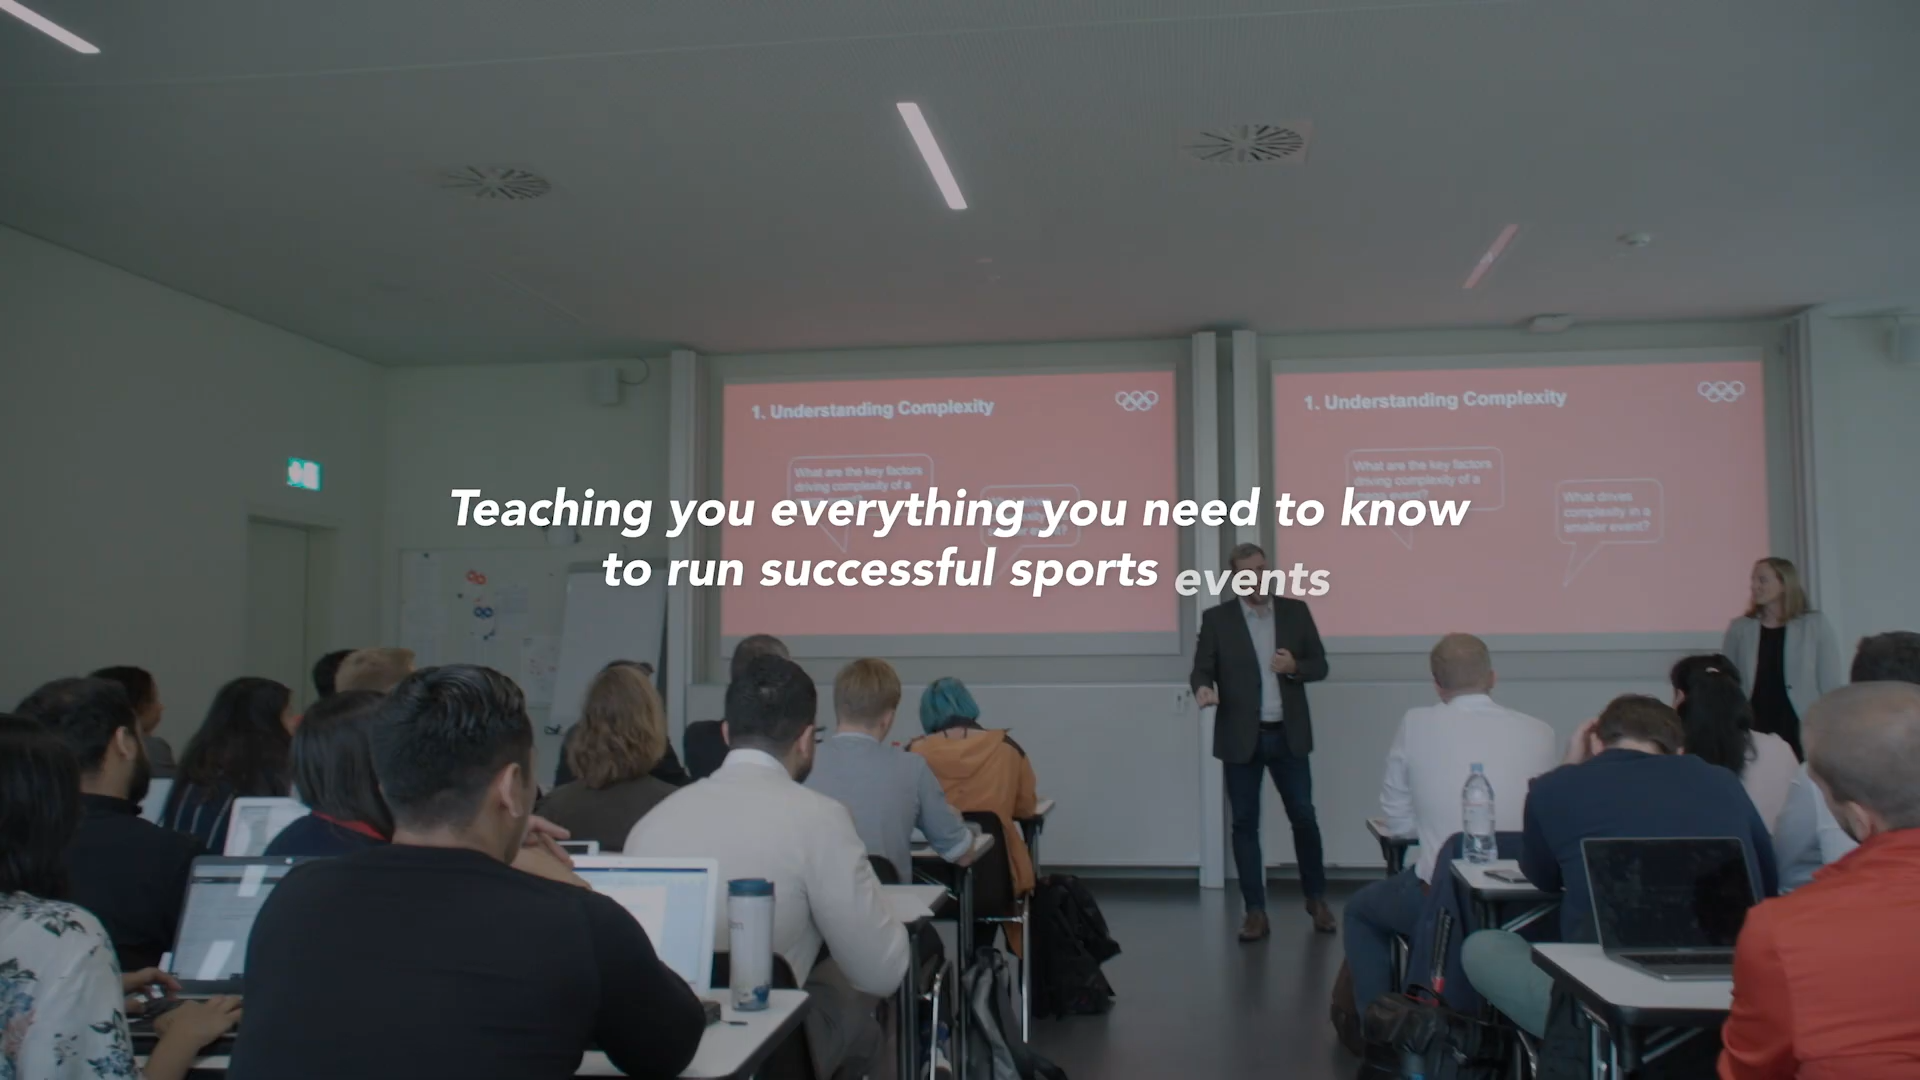 1. Understanding Complexity
What are the key factors
driving complexity of a
1. Understanding Complexity
What are the key factors
driving complexity of a
mega event?
What drives
complexity in a
smaller event?
Teaching you everything you need to know
to run successful sports events